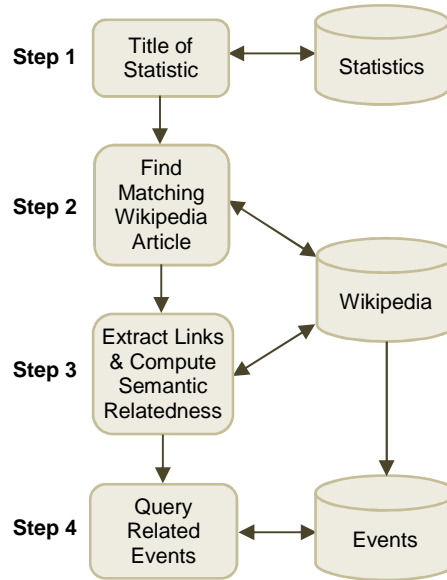 Step 1
Title of
Statistic
Statistics
Step 2
Find
Matching
Wikipedia
Article
Wikipedia
Step 3
Extract Links
& Compute
Semantic
Relatedness
Step 4
Query
Related
Events
Events